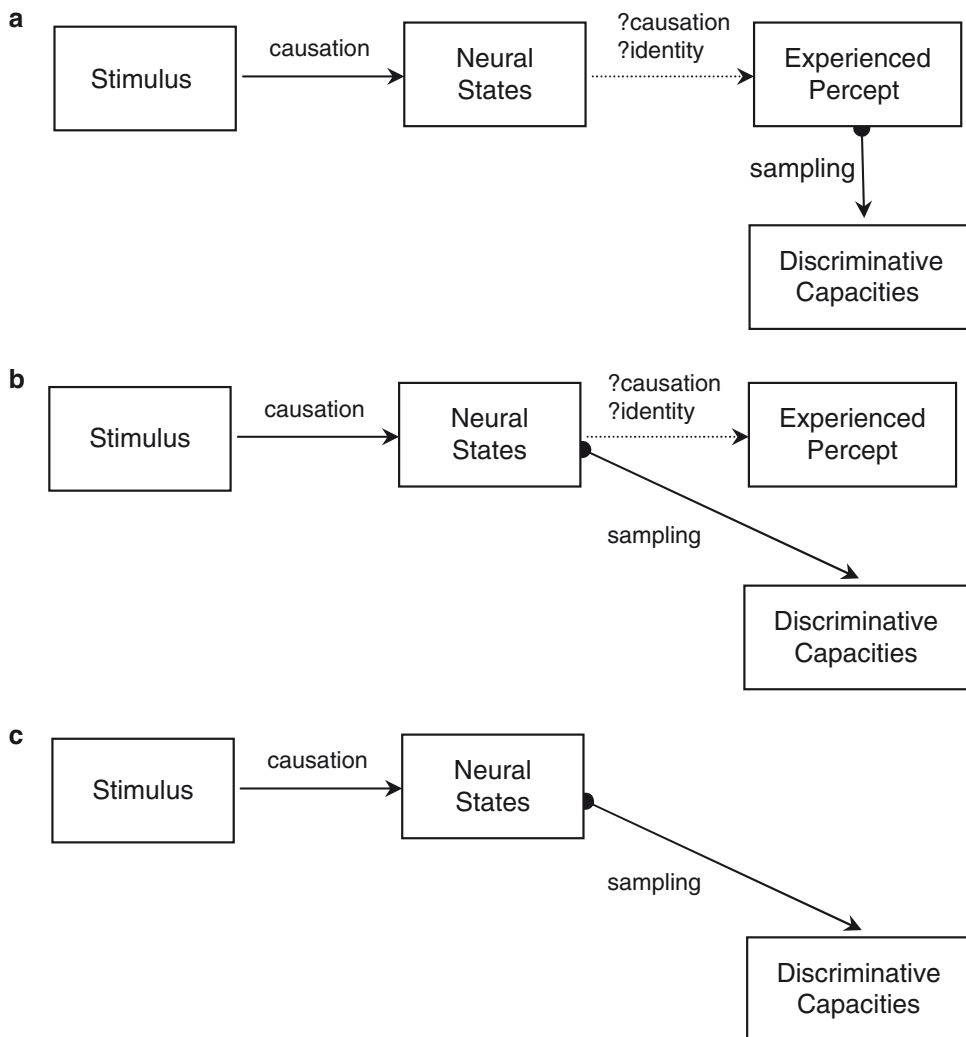 a
Stimulus
causation
Neural
States
?causation
?identity
Experienced
Percept
sampling
Discriminative
Capacities
b
Stimulus
causation
Neural
States
?causation
?identity
Experienced
Percept
sampling
Discriminative
Capacities
c
Stimulus
causation
Neural
States
sampling
Discriminative
Capacities